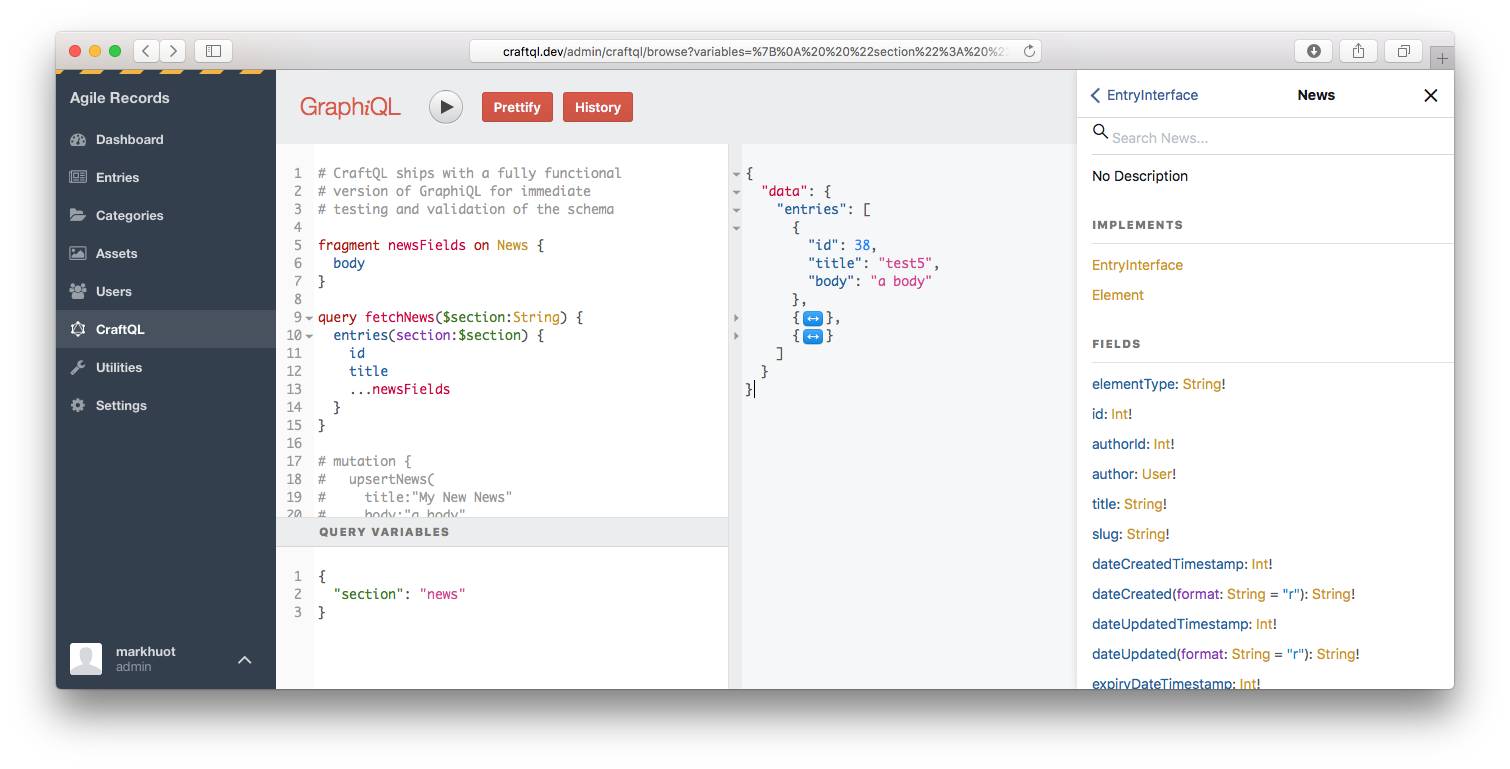 craftql.dev/admin/craftql/browse?variables=%7B%0A%20%20%22section%22%3A%20%22
Agile Records
Dashboard
Entries
Categories
Assets
Users
CraftQL
Utilities
Settings
markhuot
admin
GraphiQL
Prettify
History
1 # CraftQL ships with a fully functional
2 # version of GraphiQL for immediate
3 # testing and validation of the schema
4
5 fragment newsFields on News {
6   body
7 }
8
9 query fetchNews($section:String) {
10   entries(section:$section) {
11     id
12     title
13     ...newsFields
14   }
15 }
16
17 # mutation {
18 #   upsertNews(
19 #     title:"My New News"
20 #     body:"a body"
QUERY VARIABLES
1 {
2   "section": "news"
3 }
{
  "data": {
    "entries": [
      {
        "id": 38,
        "title": "test5",
        "body": "a body"
      },
      {↔},
      {↔}
    ]
  }
}
EntryInterface
News
Search News...
No Description
IMPLEMENTS
EntryInterface
Element
FIELDS
elementType: String!
id: Int!
authorId: Int!
author: User!
title: String!
slug: String!
dateCreatedTimestamp: Int!
dateCreated(format: String = "r"): String!
dateUpdatedTimestamp: Int!
dateUpdated(format: String = "r"): String!
expiryDateTimestamp: Int!